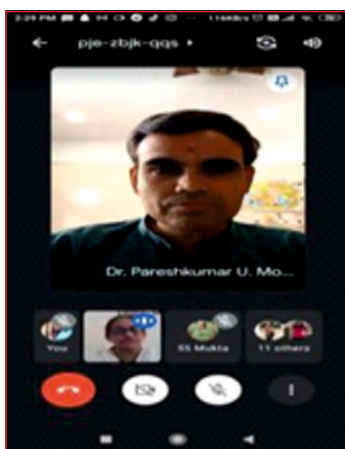 2:29 PM
pje-zbjk-qqs
Dr. Pareshkumar U. Mo...
You
55 Mukta
11 others